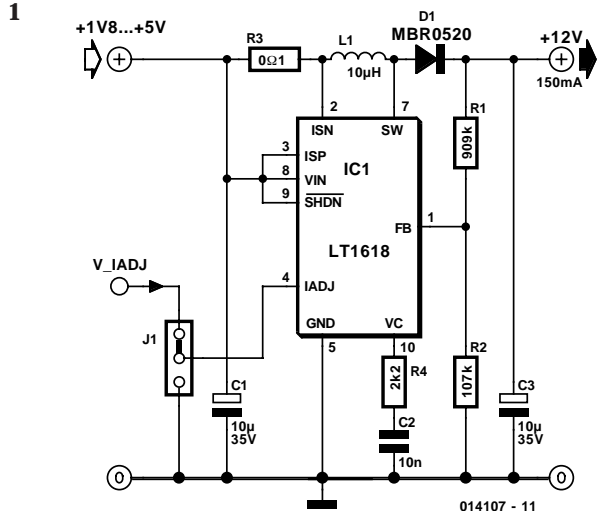 1
+1V8...+5V
R3
0Ω1
L1
10µH
D1
MBR0520
+12V
150mA
2
7
ISN
SW
R1
909k
3
ISP
IC1
8
VIN
9
SHDN
FB
1
LT1618
V_IADJ
4
IADJ
J1
GND
VC
5
10
R4
2k2
R2
107k
C1
10µ
35V
C2
10n
C3
10µ
35V
0
0
014107 - 11